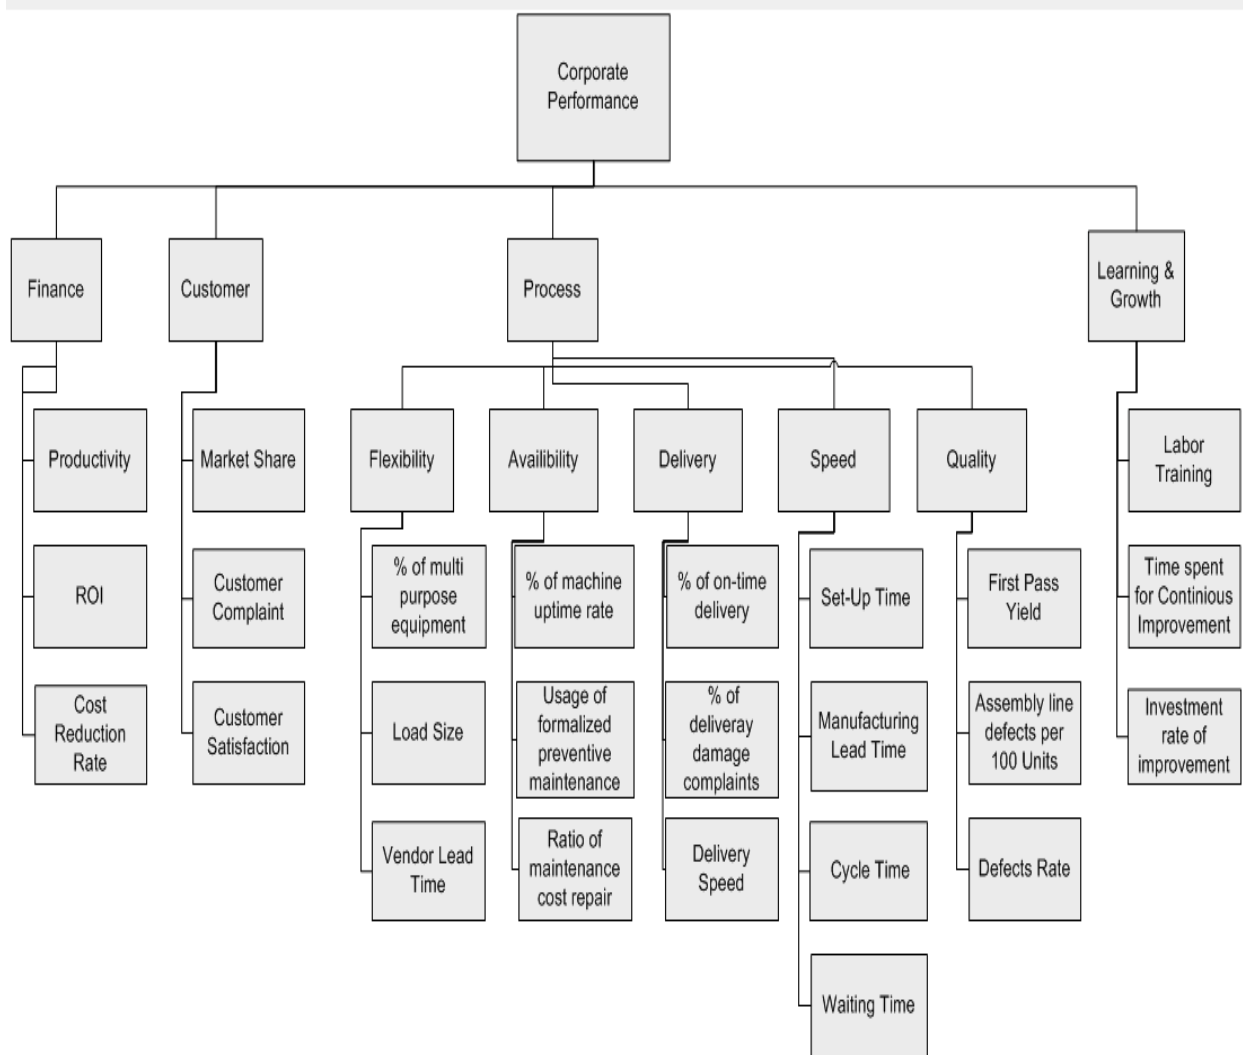 Corporate
Performance
Finance
Customer
Process
Learning &
Growth
Productivity
Market Share
Flexibility
Availibility
Delivery
Speed
Quality
Labor
Training
ROI
Customer
Complaint
% of multi
purpose
equipment
% of machine
uptime rate
% of on-time
delivery
Set-Up Time
First Pass
Yield
Time spent
for Continious
Improvement
Cost
Reduction
Rate
Customer
Satisfaction
Load Size
Usage of
formalized
preventive
maintenance
% of
deliveray
damage
complaints
Manufacturing
Lead Time
Assembly line
defects per
100 Units
Investment
rate of
improvement
Vendor Lead
Time
Ratio of
maintenance
cost repair
Delivery
Speed
Cycle Time
Defects Rate
Waiting Time